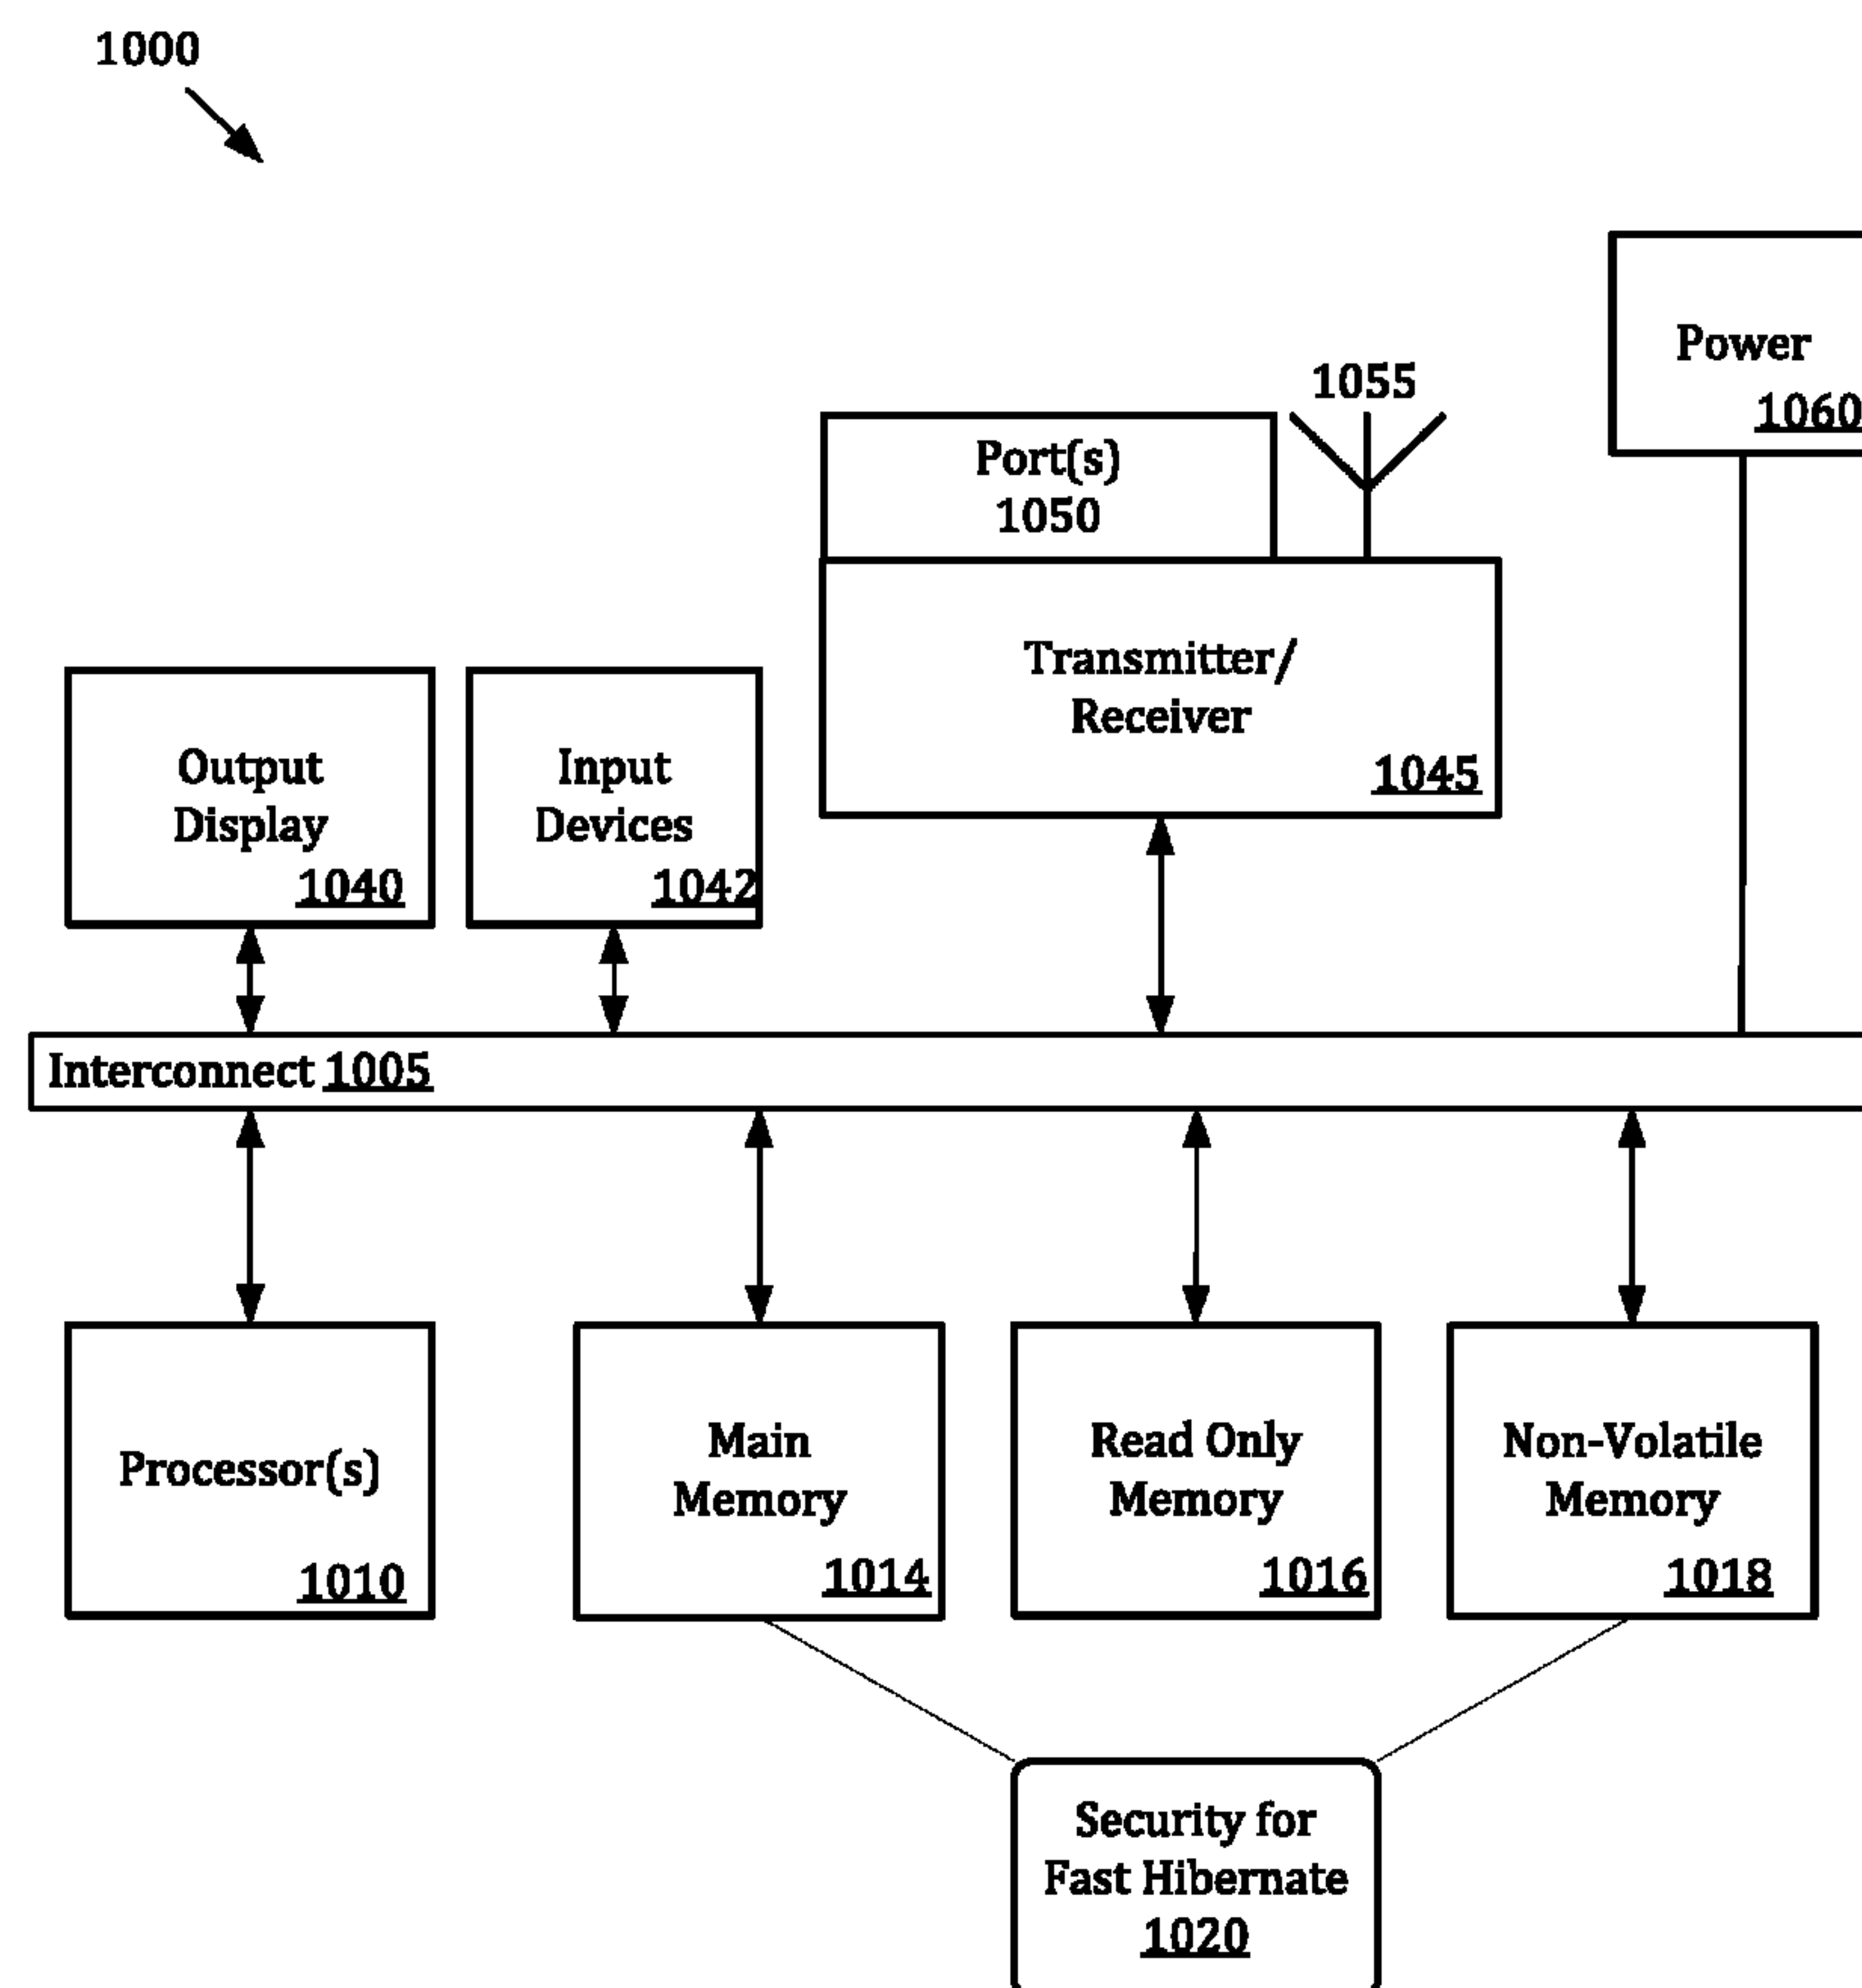 1000
Power
1060
1055
Port(s)
1050
Transmitter/
Receiver
1045
Output
Display
1040
Input
Devices
1042
Interconnect 1005
Processor(s)
1010
Main
Memory
1014
Read Only
Memory
1016
Non-Volatile
Memory
1018
Security for
Fast Hibernate
1020